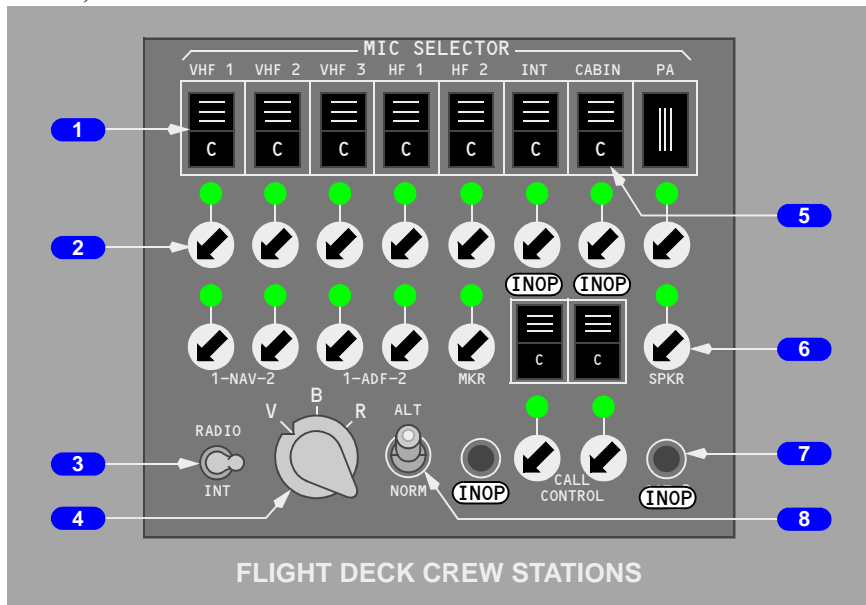 MIC SELECTOR
VHF 1 VHF 2 VHF 3 HF 1 HF 2 INT CABIN PA
1 C C C C C C C
5
2
INOP INOP
C C
6
1-NAV-2 1-ADF-2 MKR SPKR
V B R ALT
RADIO
3 7
INT NORM INOP CALL CONTROL INOP
4 8
FLIGHT DECK CREW STATIONS